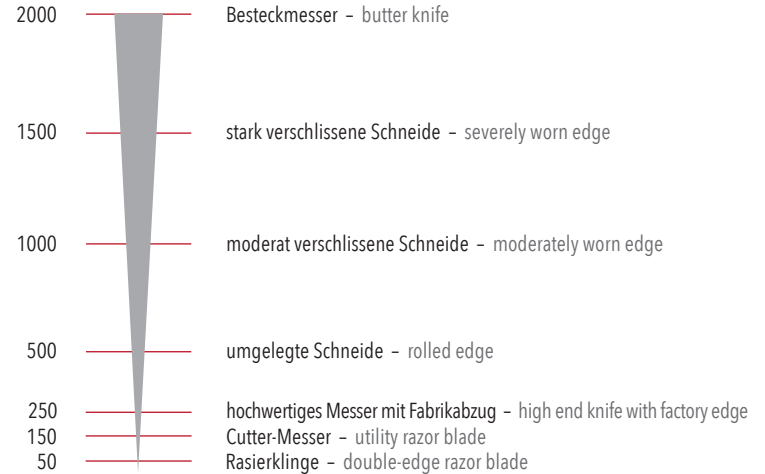 2000 Besteckmesser – butter knife
1500 stark verschlissene Schneide – severely worn edge
1000 moderat verschlissene Schneide – moderately worn edge
500 umgelegte Schneide – rolled edge
250 hochwertiges Messer mit Fabrikabzug – high end knife with factory edge
150 Cutter-Messer – utility razor blade
50 Rasierklinge – double-edge razor blade